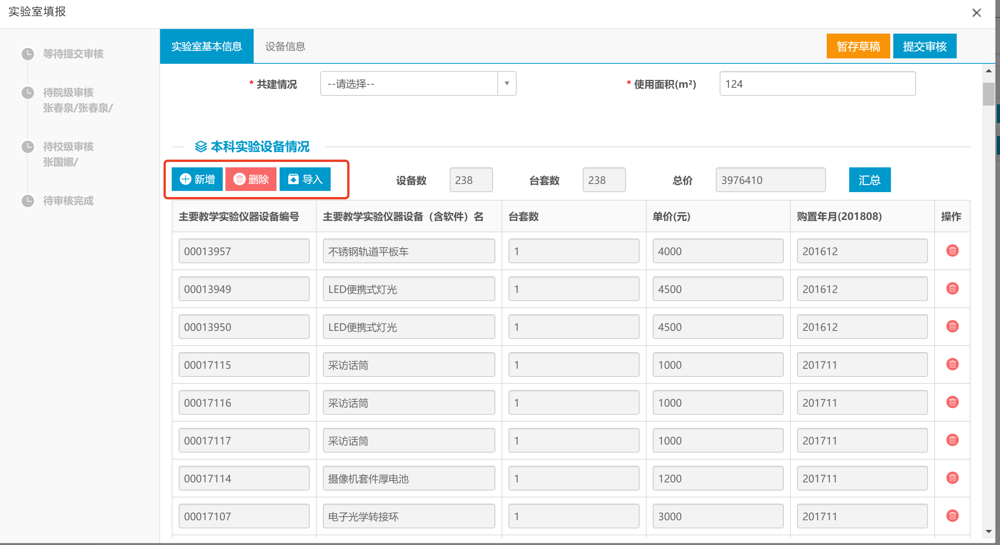 实验室填报
等待提交审核
待院级审核
张春泉/张春泉/
待校级审核
张国娜/
待审核完成
实验室基本信息 设备信息 暂存草稿 提交审核
* 共建情况 --请选择-- * 使用面积(m²) 124
本科实验设备情况
新增 删除 导入 设备数 238 台套数 238 总价 3976410 汇总
主要教学实验仪器设备编号 主要教学实验仪器设备（含软件）名 台套数 单价(元) 购置年月(201808) 操作
00013957 不锈钢轨道平板车 1 4000 201612
00013949 LED便携式灯光 1 4500 201612
00013950 LED便携式灯光 1 4500 201612
00017115 采访话筒 1 1000 201711
00017116 采访话筒 1 1000 201711
00017117 采访话筒 1 1000 201711
00017114 摄像机套件厚电池 1 1200 201711
00017107 电子光学转接环 1 3000 201711